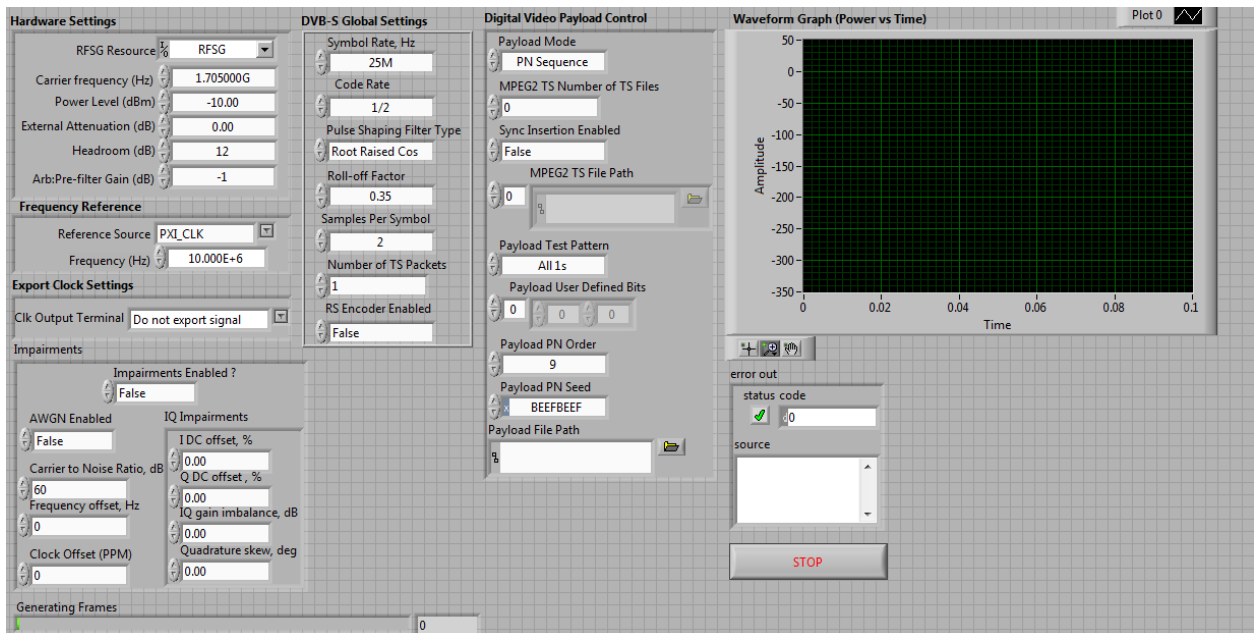 Hardware Settings
RFSG Resource RFSG
Carrier frequency (Hz) 1.705000G
Power Level (dBm) -10.00
External Attenuation (dB) 0.00
Headroom (dB) 12
Arb:Pre-filter Gain (dB) -1
Frequency Reference
Reference Source PXI_CLK
Frequency (Hz) 10.000E+6
Export Clock Settings
Clk Output Terminal Do not export signal
Impairments
Impairments Enabled ?
False
AWGN Enabled
False
Carrier to Noise Ratio, dB
60
Frequency offset, Hz
0
Clock Offset (PPM)
0
IQ Impairments
I DC offset, %
0.00
Q DC offset , %
0.00
IQ gain imbalance, dB
0.00
Quadrature skew, deg
0.00
Generating Frames
0
DVB-S Global Settings
Symbol Rate, Hz
25M
Code Rate
1/2
Pulse Shaping Filter Type
Root Raised Cos
Roll-off Factor
0.35
Samples Per Symbol
2
Number of TS Packets
1
RS Encoder Enabled
False
Digital Video Payload Control
Payload Mode
PN Sequence
MPEG2 TS Number of TS Files
0
Sync Insertion Enabled
False
MPEG2 TS File Path
0
Payload Test Pattern
All 1s
Payload User Defined Bits
0 0 0
Payload PN Order
9
Payload PN Seed
x BEEFBEEF
Payload File Path
Waveform Graph (Power vs Time)
Plot 0
Amplitude
50
0
-50
-100
-150
-200
-250
-300
-350
0 0.02 0.04 0.06 0.08 0.1
Time
error out
status code
d0
source
STOP